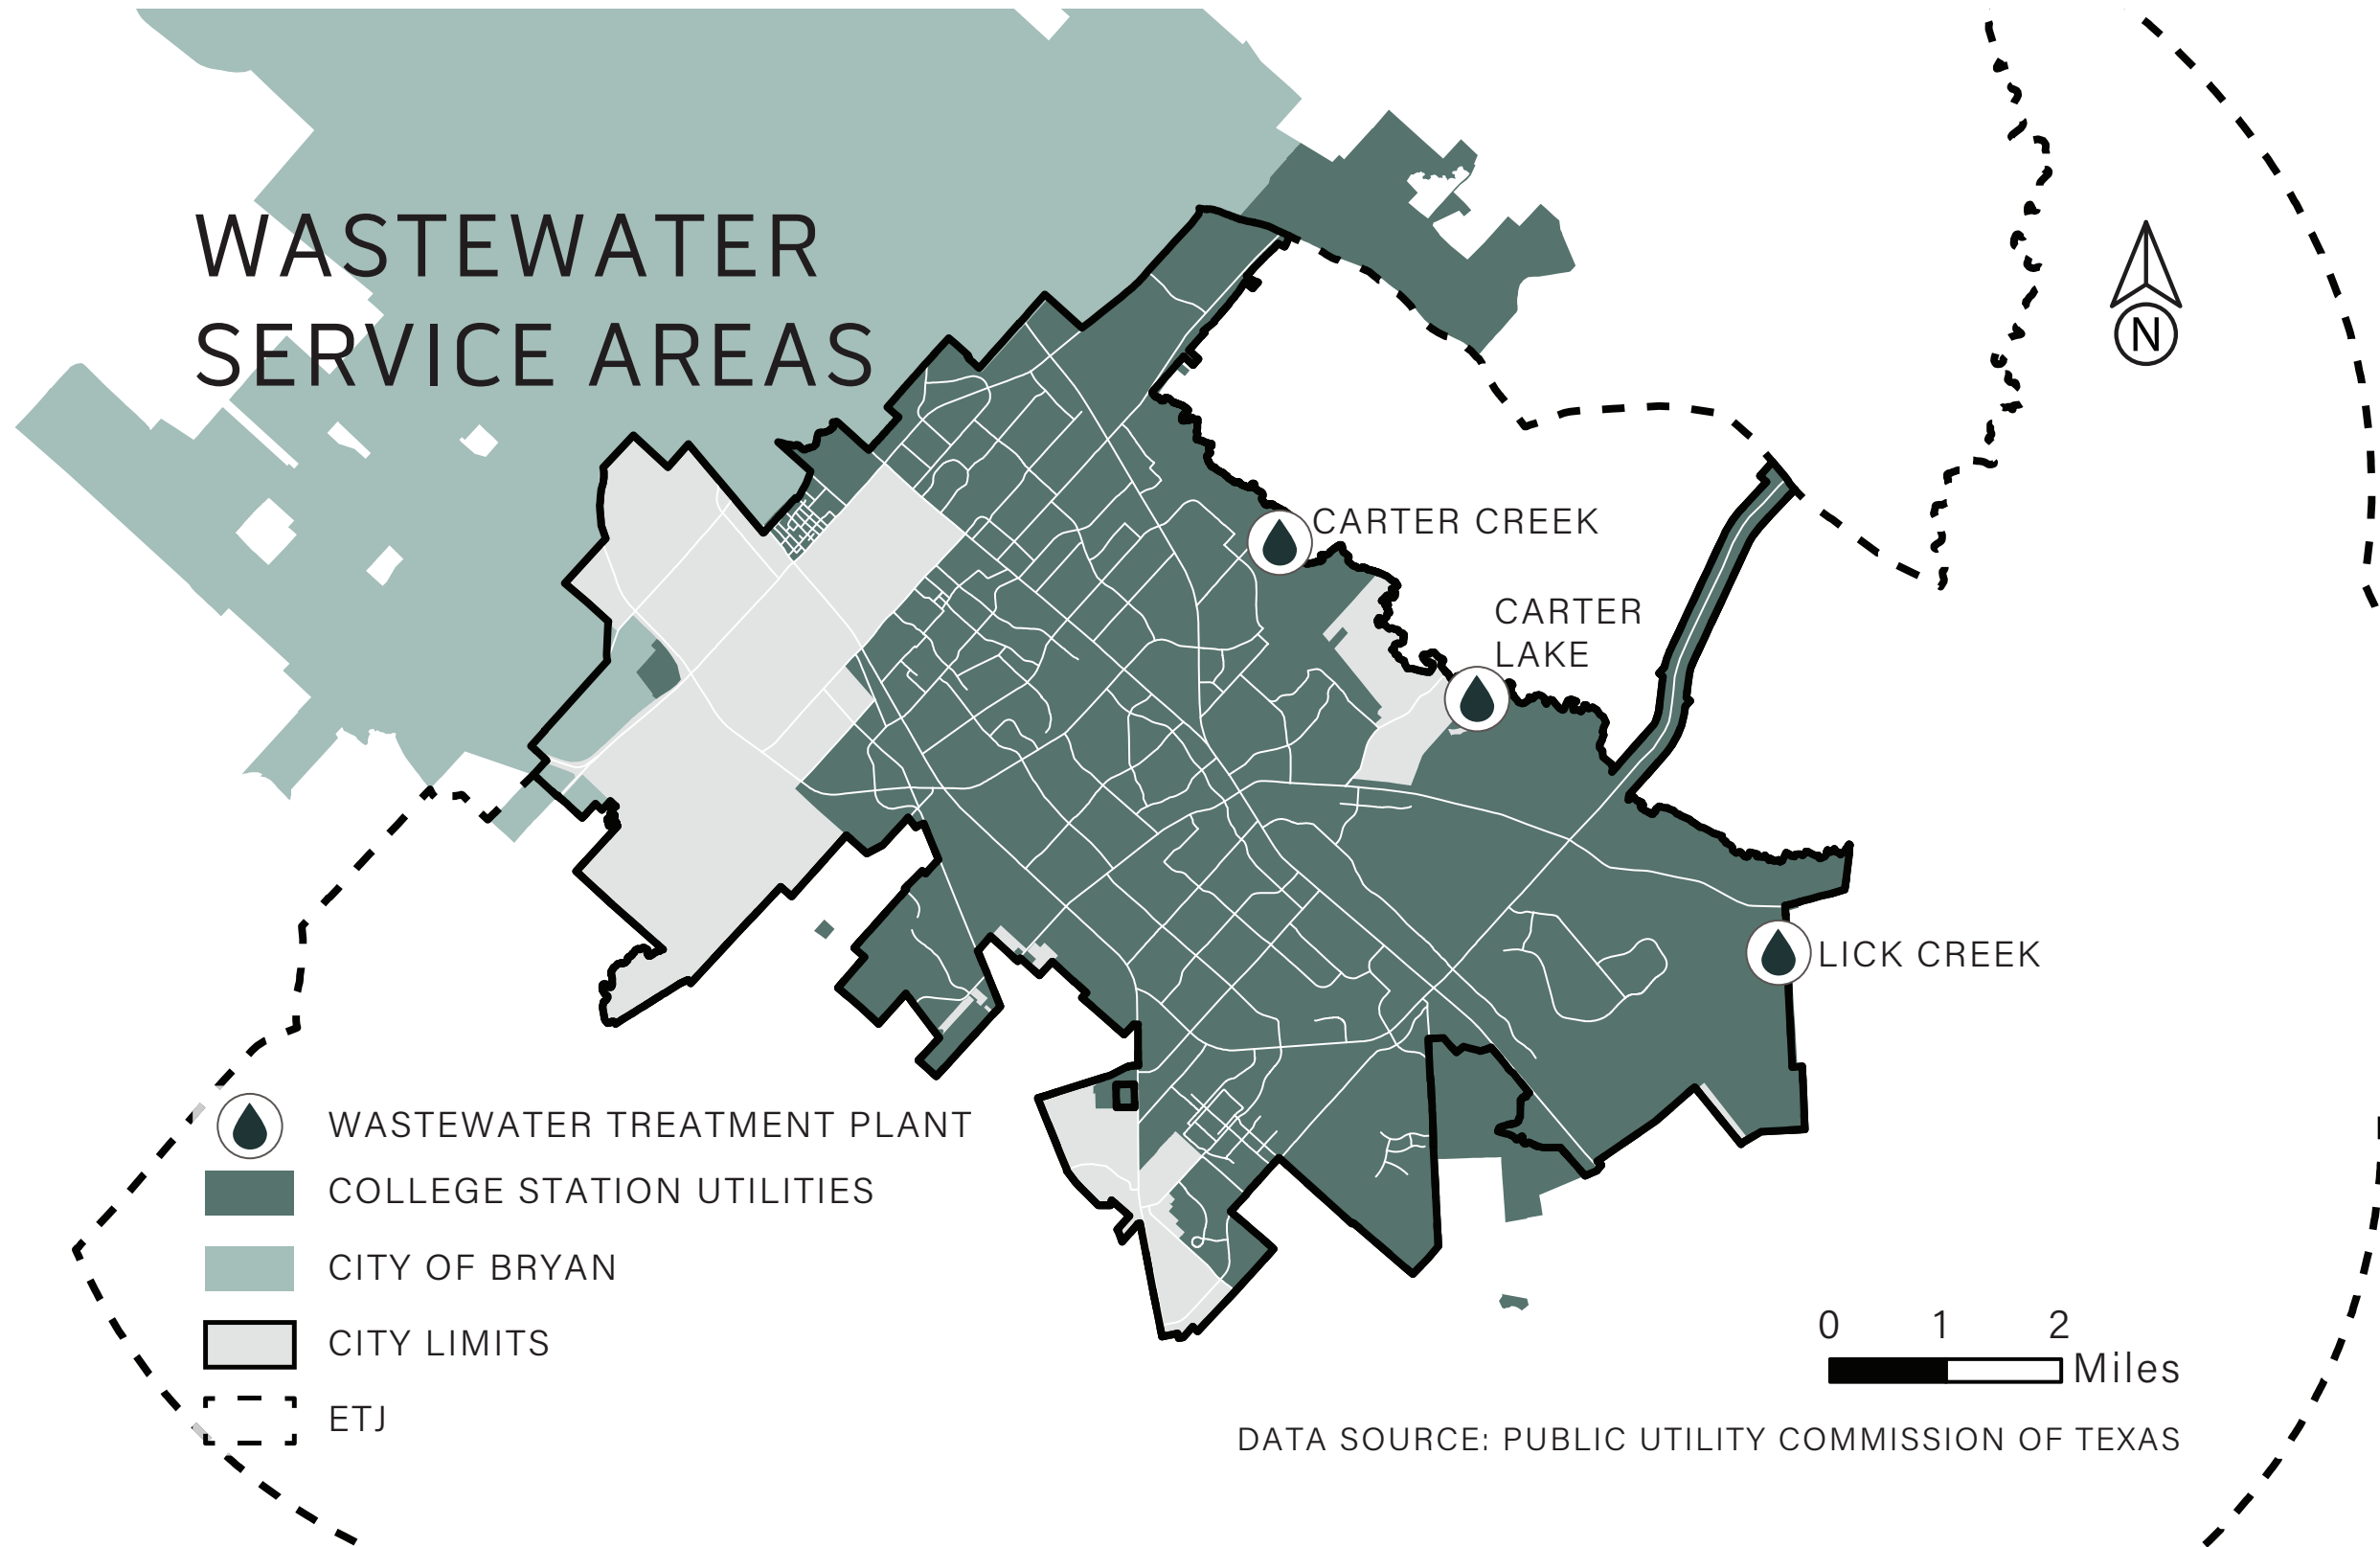 WASTEWATER
SERVICE AREAS
N
CARTER CREEK
CARTER
LAKE
LICK CREEK
WASTEWATER TREATMENT PLANT
COLLEGE STATION UTILITIES
CITY OF BRYAN
CITY LIMITS
ETJ
0 1 2
Miles
DATA SOURCE: PUBLIC UTILITY COMMISSION OF TEXAS